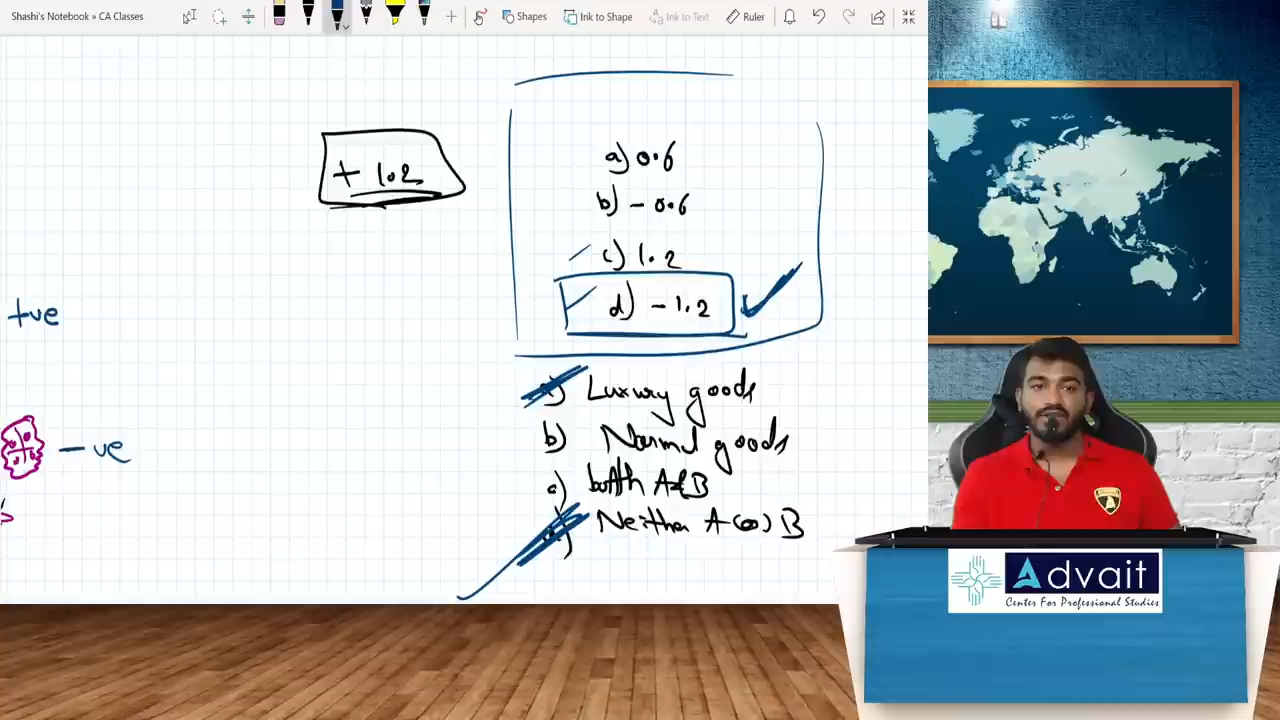 Shashi's Notebook » CA Classes
Shapes
Ink to Shape
Ink to Text
Ruler
+ 1.2
a) 0.6
b) - 0.6
c) 1.2
d) - 1.2
+ve
-ve
Luxury goods
b) Normal goods
c) both A&B
Neither A (or) B
Advait
Center For Professional Studies